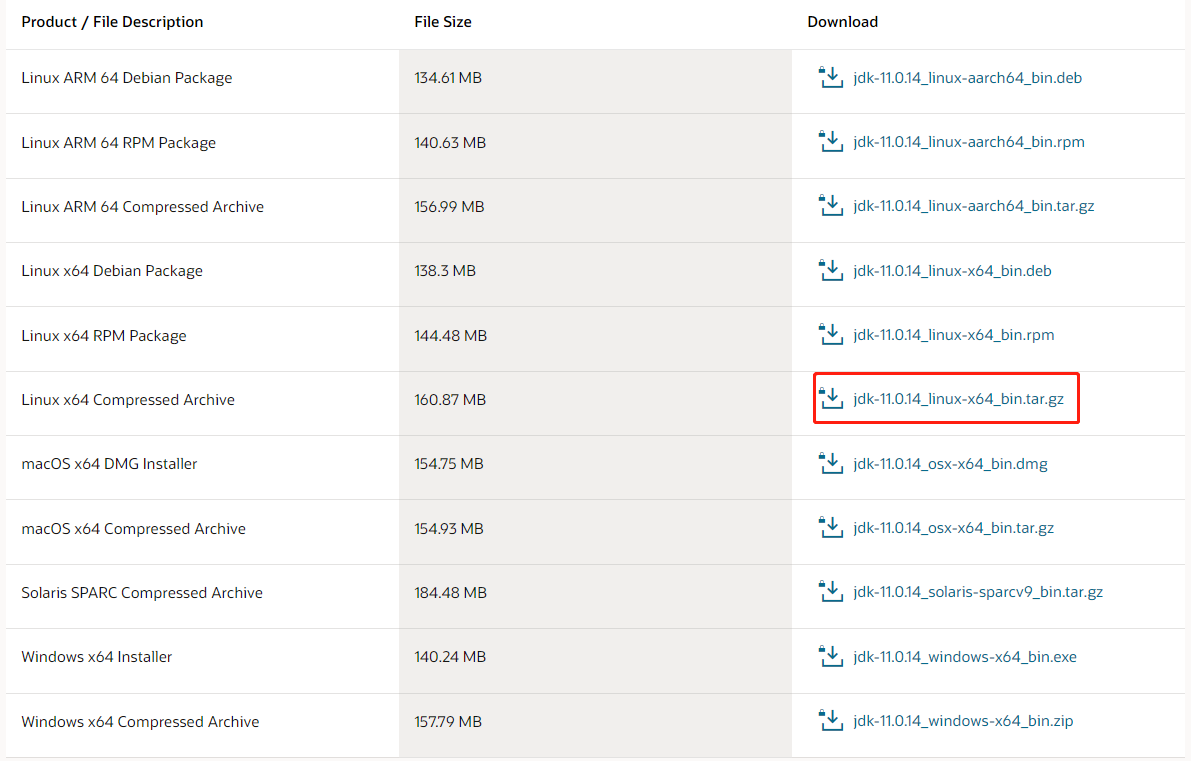 Product / File Description File Size Download
Linux ARM 64 Debian Package 134.61 MB jdk-11.0.14_linux-aarch64_bin.deb
Linux ARM 64 RPM Package 140.63 MB jdk-11.0.14_linux-aarch64_bin.rpm
Linux ARM 64 Compressed Archive 156.99 MB jdk-11.0.14_linux-aarch64_bin.tar.gz
Linux x64 Debian Package 138.3 MB jdk-11.0.14_linux-x64_bin.deb
Linux x64 RPM Package 144.48 MB jdk-11.0.14_linux-x64_bin.rpm
Linux x64 Compressed Archive 160.87 MB jdk-11.0.14_linux-x64_bin.tar.gz
macOS x64 DMG Installer 154.75 MB jdk-11.0.14_osx-x64_bin.dmg
macOS x64 Compressed Archive 154.93 MB jdk-11.0.14_osx-x64_bin.tar.gz
Solaris SPARC Compressed Archive 184.48 MB jdk-11.0.14_solaris-sparcv9_bin.tar.gz
Windows x64 Installer 140.24 MB jdk-11.0.14_windows-x64_bin.exe
Windows x64 Compressed Archive 157.79 MB jdk-11.0.14_windows-x64_bin.zip